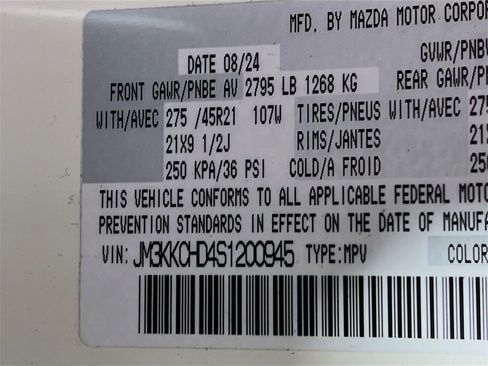 MFD. BY MAZDA MOTOR CORPOR
DATE 08/24 GVWR/PNBV
FRONT GAWR/PNBE AV 2795 LB 1268 KG REAR GAWR/P
WITH/AVEC 275 /45R21 107W TIRES/PNEUS WITH/AVEC 275
21X9 1/2J RIMS/JANTES 21X
250 KPA/36 PSI COLD/A FROID 250
THIS VEHICLE CONFORMS TO ALL APPLICABLE FEDERAL MOTO
PREVENTION STANDARDS IN EFFECT ON THE DATE OF MANUFA
VIN: JM3KKCHD4S1200945 TYPE:MPV COLOR